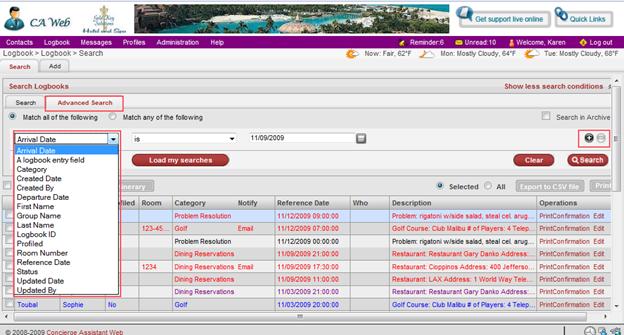 CA Web
Hotel and Spa
Get support live online
Quick Links
Contacts Logbook Messages Profiles Administration Help
Reminder:6 Unread:10 Welcome, Karen Log out
Logbook > Logbook > Search
Now: Fair, 62°F Mon: Mostly Cloudy, 64°F Tue: Mostly Cloudy, 68°F
Search Add
Search Logbooks
Show less search conditions
Search Advanced Search
Match all of the following Match any of the following
Search in Archive
Arrival Date is 11/09/2009
Arrival Date
A logbook entry field
Category
Created Date
Created By
Departure Date
First Name
Group Name
Last Name
Logbook ID
Profiled
Room Number
Reference Date
Status
Updated Date
Updated By
Load my searches Clear Search
inerary Selected All Export to CSV file Print
filed Room Category Notify Reference Date Who Description Operations
Problem Resolution 11/12/2009 09:00:00 Problem: rigatoni w/side salad, steal cel. arug... PrintConfirmation Edit
123-45... Golf Email 11/12/2009 07:00:00 Golf Course: Club Malibu # of Players: 4 Telep... PrintConfirmation Edit
Problem Resolution 11/12/2009 09:00:00 Problem: rigatoni w/side salad, steal cel. arug... PrintConfirmation Edit
Dining Reservations 11/11/2009 19:00:00 Restaurant: Restaurant Gary Danko Address:... PrintConfirmation Edit
1234 Dining Reservations Email 11/09/2009 17:30:00 Restaurant: Cioppinos Address: 400 Jefferso... PrintConfirmation Edit
Dining Reservations 11/09/2009 11:00:00 Restaurant: LAX Address: 1 World Way Tele... PrintConfirmation Edit
Dining Reservations 11/03/2009 21:00:00 Restaurant: Restaurant Gary Danko Address:... PrintConfirmation Edit
Toubal Sophie No Golf 11/03/2009 20:00:00 Golf Course: Club Malibu # of Players: 4 Telep... PrintConfirmation Edit
© 2008-2009 Concierge Assistant Web